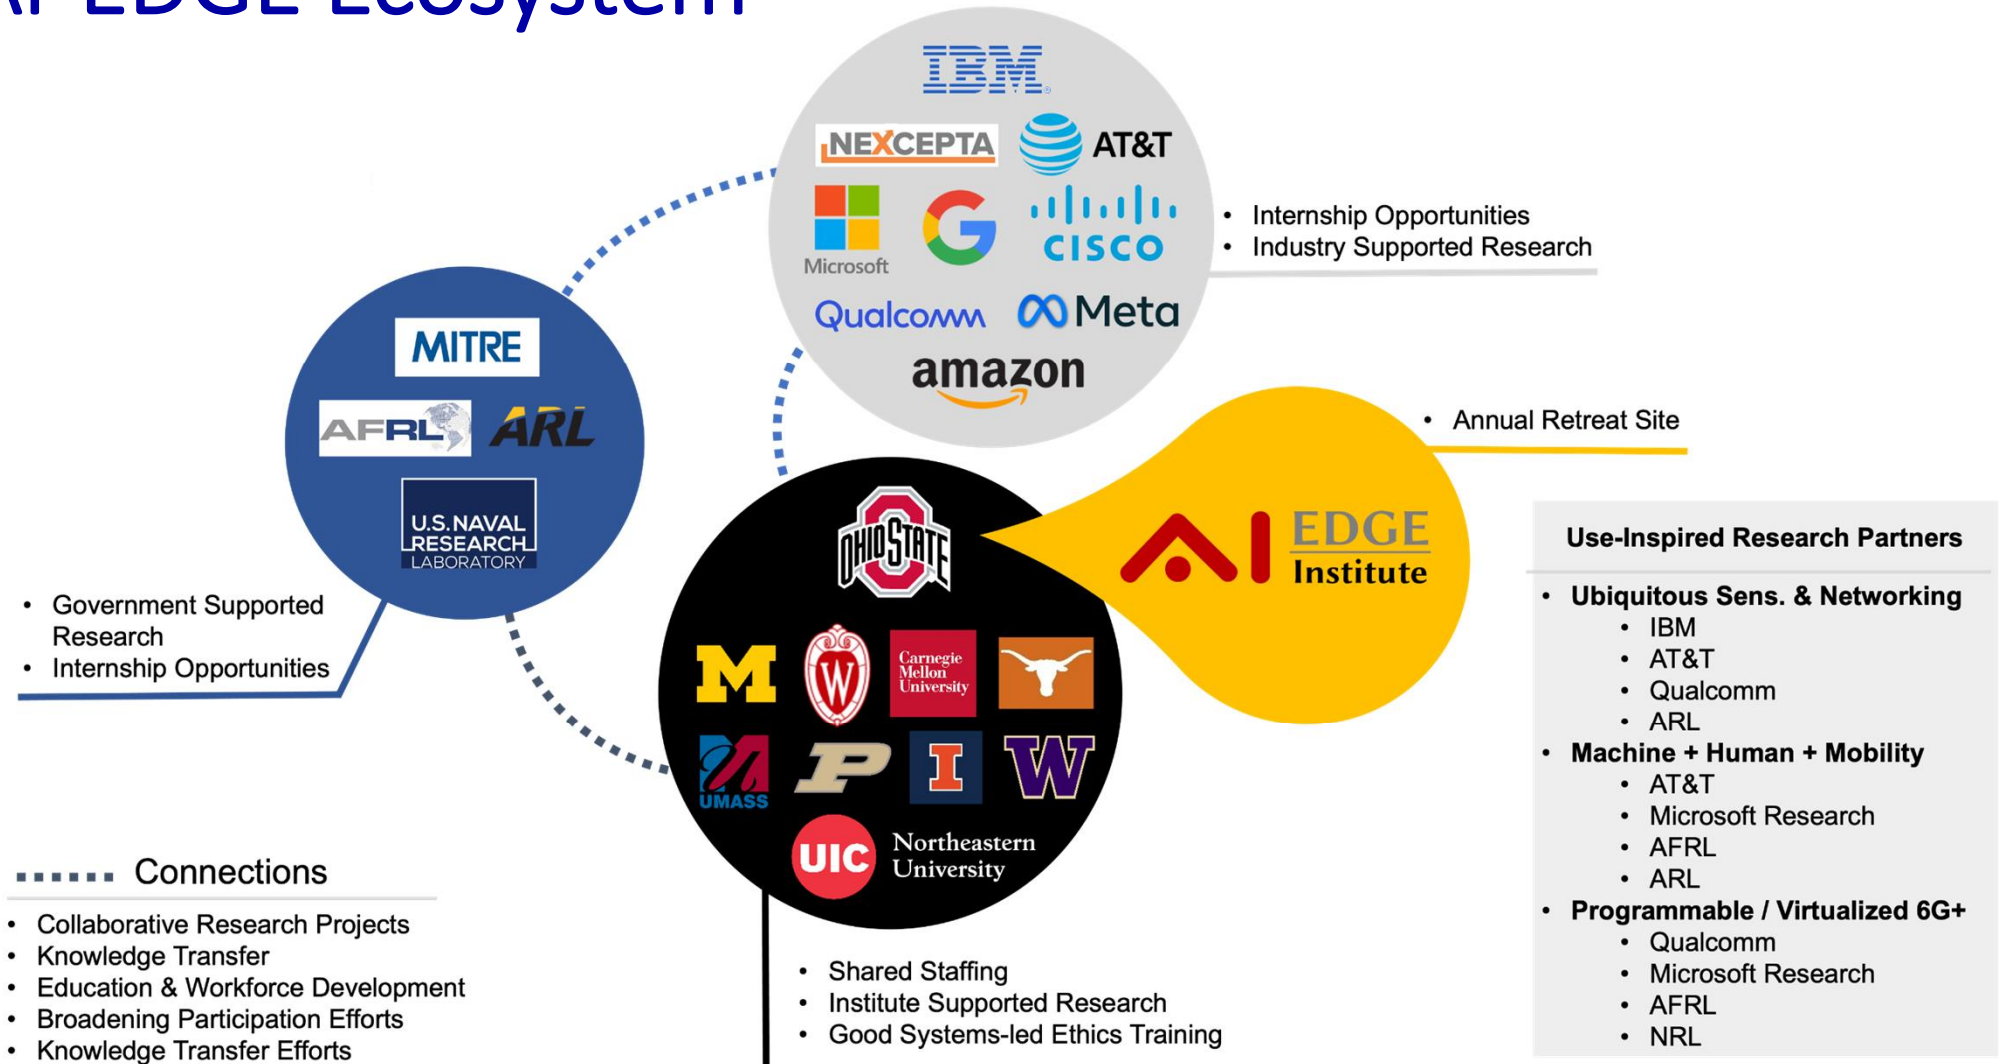 AI EDGE Ecosystem
IBM
NEXCEPTA
AT&T
Microsoft
CISCO
Qualcomm
Meta
amazon
• Internship Opportunities
• Industry Supported Research
MITRE
AFRL
ARL
U.S. NAVAL
RESEARCH
LABORATORY
• Government Supported
Research
• Internship Opportunities
• Annual Retreat Site
AI EDGE
Institute
OHIO STATE
M
W
Carnegie
Mellon
University
UMASS
P
I
W
UIC
Northeastern
University
• Shared Staffing
• Institute Supported Research
• Good Systems-led Ethics Training
Connections
• Collaborative Research Projects
• Knowledge Transfer
• Education & Workforce Development
• Broadening Participation Efforts
• Knowledge Transfer Efforts
Use-Inspired Research Partners
• Ubiquitous Sens. & Networking
• IBM
• AT&T
• Qualcomm
• ARL
• Machine + Human + Mobility
• AT&T
• Microsoft Research
• AFRL
• ARL
• Programmable / Virtualized 6G+
• Qualcomm
• Microsoft Research
• AFRL
• NRL